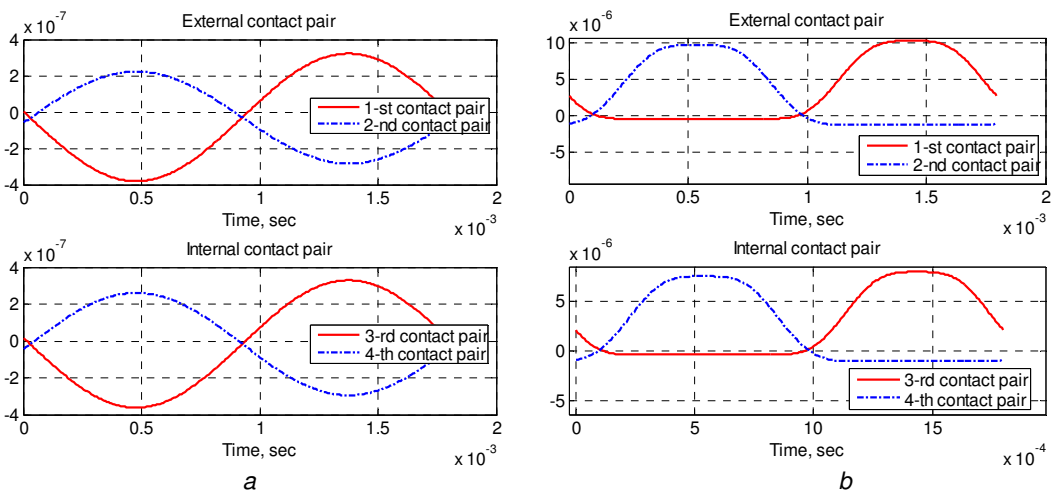 External contact pair
x 10^-7
4
2
0
-2
-4
0
0.5
1
1.5
2
x 10^-3
Time, sec
1-st contact pair
2-nd contact pair
Internal contact pair
x 10^-7
4
2
0
-2
-4
0
0.5
1
1.5
2
x 10^-3
Time, sec
3-rd contact pair
4-th contact pair
a
External contact pair
x 10^-6
10
5
0
-5
0
0.5
1
1.5
2
x 10^-3
Time, sec
1-st contact pair
2-nd contact pair
Internal contact pair
x 10^-6
5
0
-5
0
5
10
15
x 10^-4
Time, sec
3-rd contact pair
4-th contact pair
b